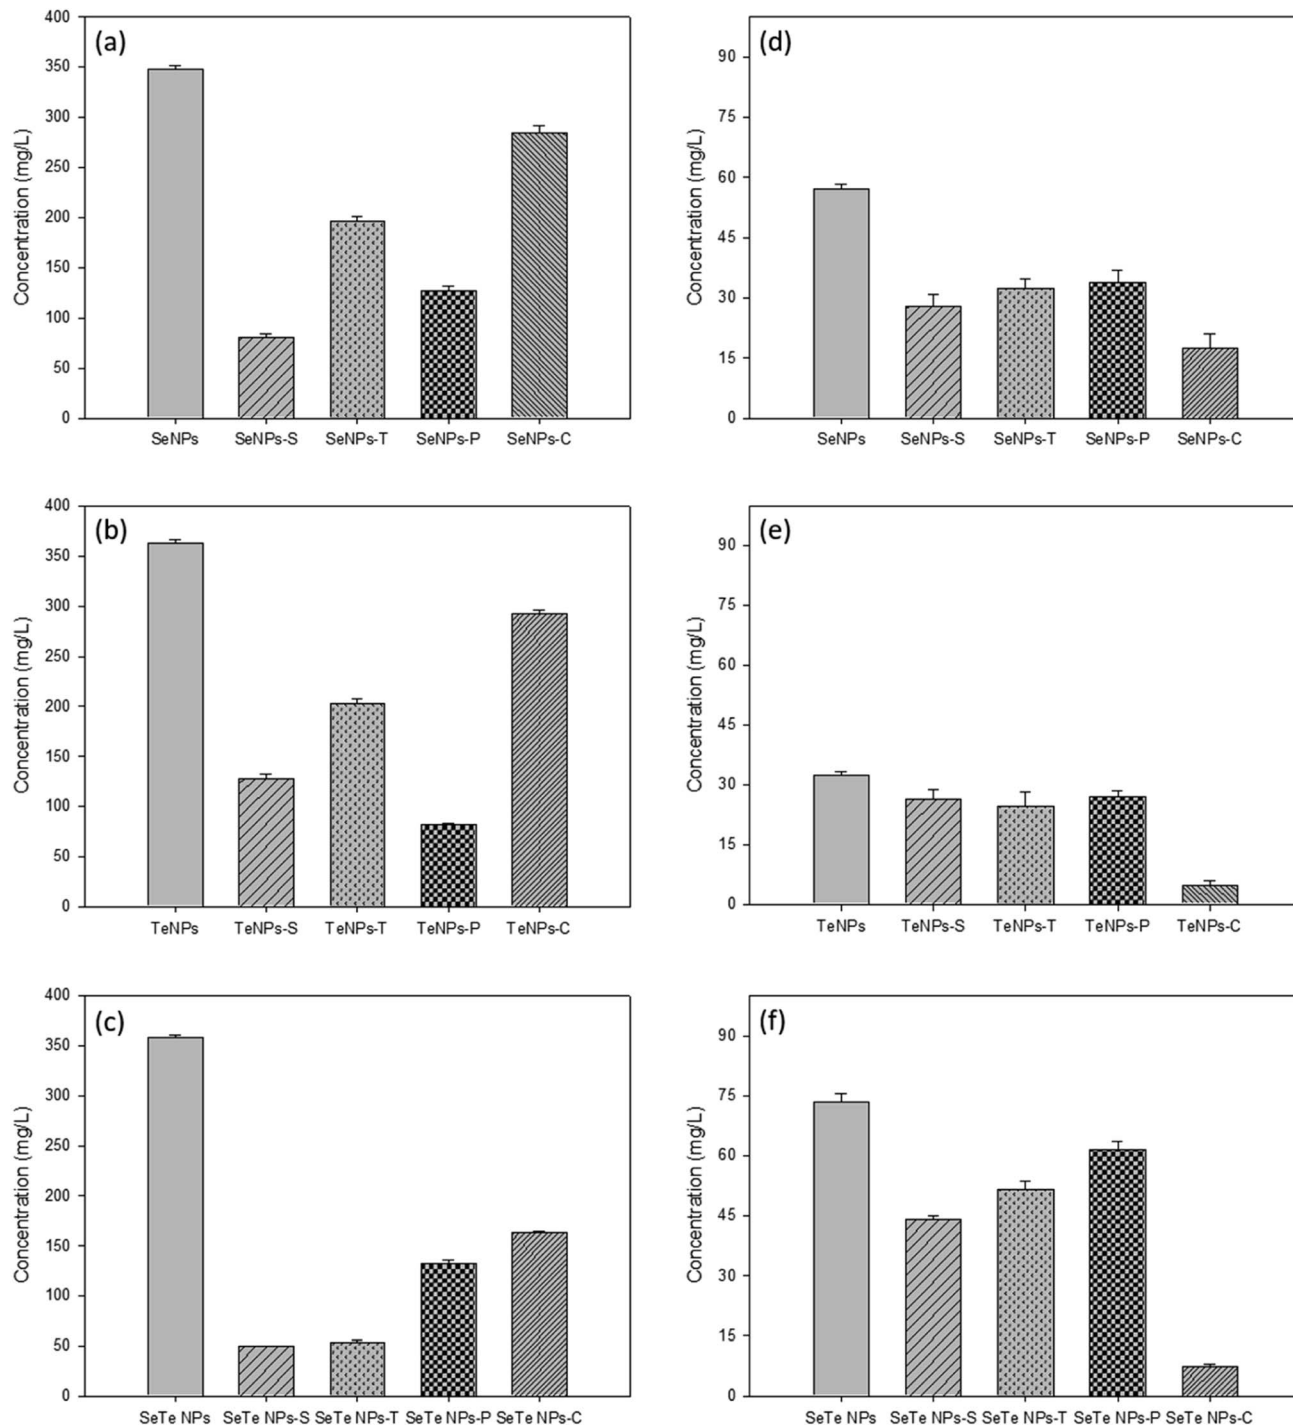 (a)
Concentration (mg/L)
400
350
300
250
200
150
100
50
0
SeNPs SeNPs-S SeNPs-T SeNPs-P SeNPs-C
(d)
Concentration (mg/L)
90
75
60
45
30
15
0
SeNPs SeNPs-S SeNPs-T SeNPs-P SeNPs-C
(b)
Concentration (mg/L)
400
350
300
250
200
150
100
50
0
TeNPs TeNPs-S TeNPs-T TeNPs-P TeNPs-C
(e)
Concentration (mg/L)
90
75
60
45
30
15
0
TeNPs TeNPs-S TeNPs-T TeNPs-P TeNPs-C
(c)
Concentration (mg/L)
400
350
300
250
200
150
100
50
0
SeTe NPs SeTe NPs-S SeTe NPs-T SeTe NPs-P SeTe NPs-C
(f)
Concentration (mg/L)
90
75
60
45
30
15
0
SeTe NPs SeTe NPs-S SeTe NPs-T SeTe NPs-P SeTe NPs-C